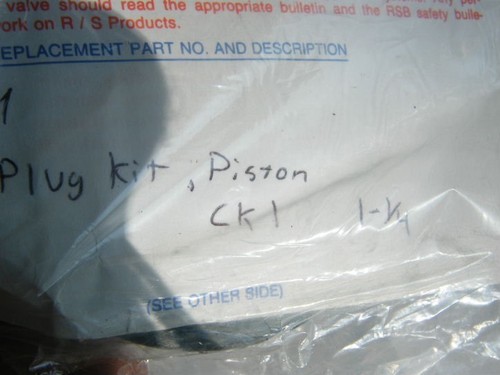 valve should read the appropriate bulletin and the RSB safety bulle-
ork on R / S Products.
EPLACEMENT PART NO. AND DESCRIPTION
1
Plug Kit, Piston
CK1 1-1/4
(SEE OTHER SIDE)